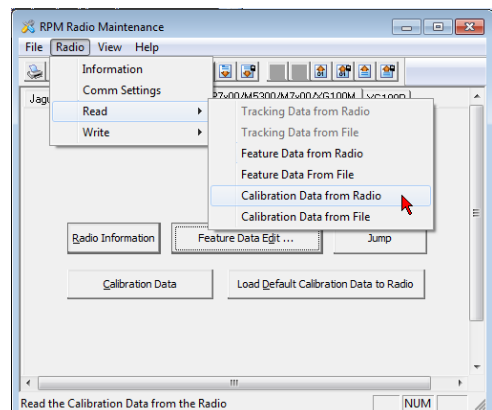 RPM Radio Maintenance
File Radio View Help
Information
Comm Settings
Read
Write
Tracking Data from Radio
Tracking Data from File
Feature Data from Radio
Feature Data From File
Calibration Data from Radio
Calibration Data from File
Radio Information
Feature Data Edit ...
Jump
Calibration Data
Load Default Calibration Data to Radio
Read the Calibration Data from the Radio
NUM